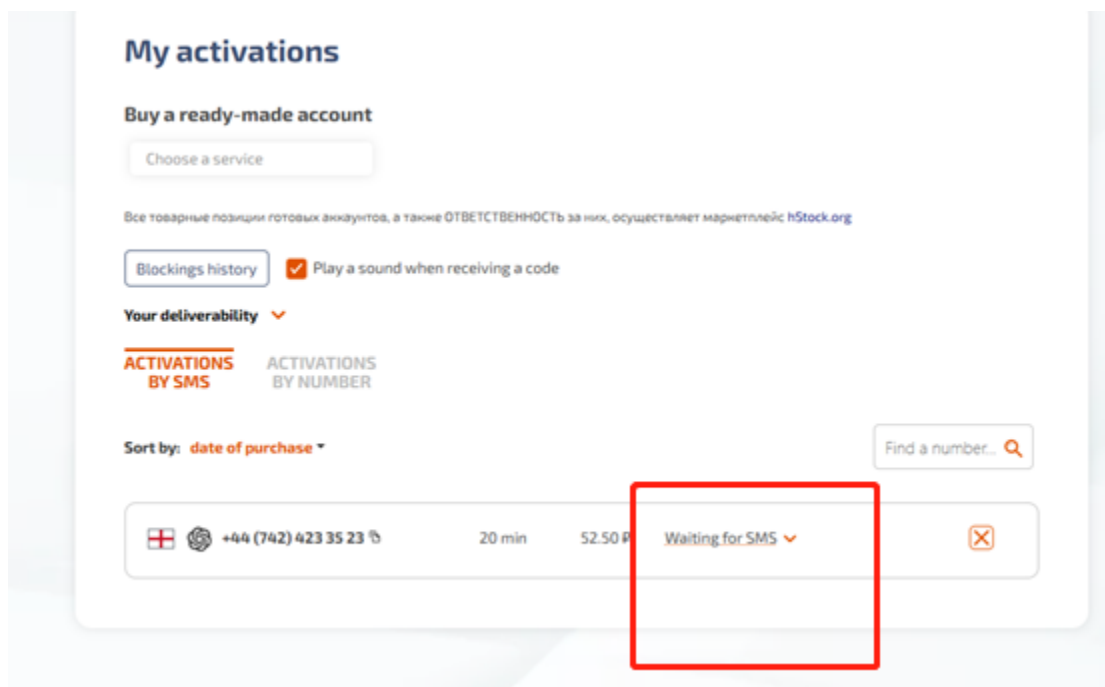 My activations
Buy a ready-made account
Choose a service
Все товарные позиции готовых аккаунтов, а также ОТВЕТСТВЕННОСТЬ за них, осуществляет маркетплейс hStock.org
Blockings history Play a sound when receiving a code
Your deliverability
ACTIVATIONS BY SMS
ACTIVATIONS BY NUMBER
Sort by: date of purchase
Find a number...
+44 (742) 423 35 23 20 min 52.50 ₽ Waiting for SMS